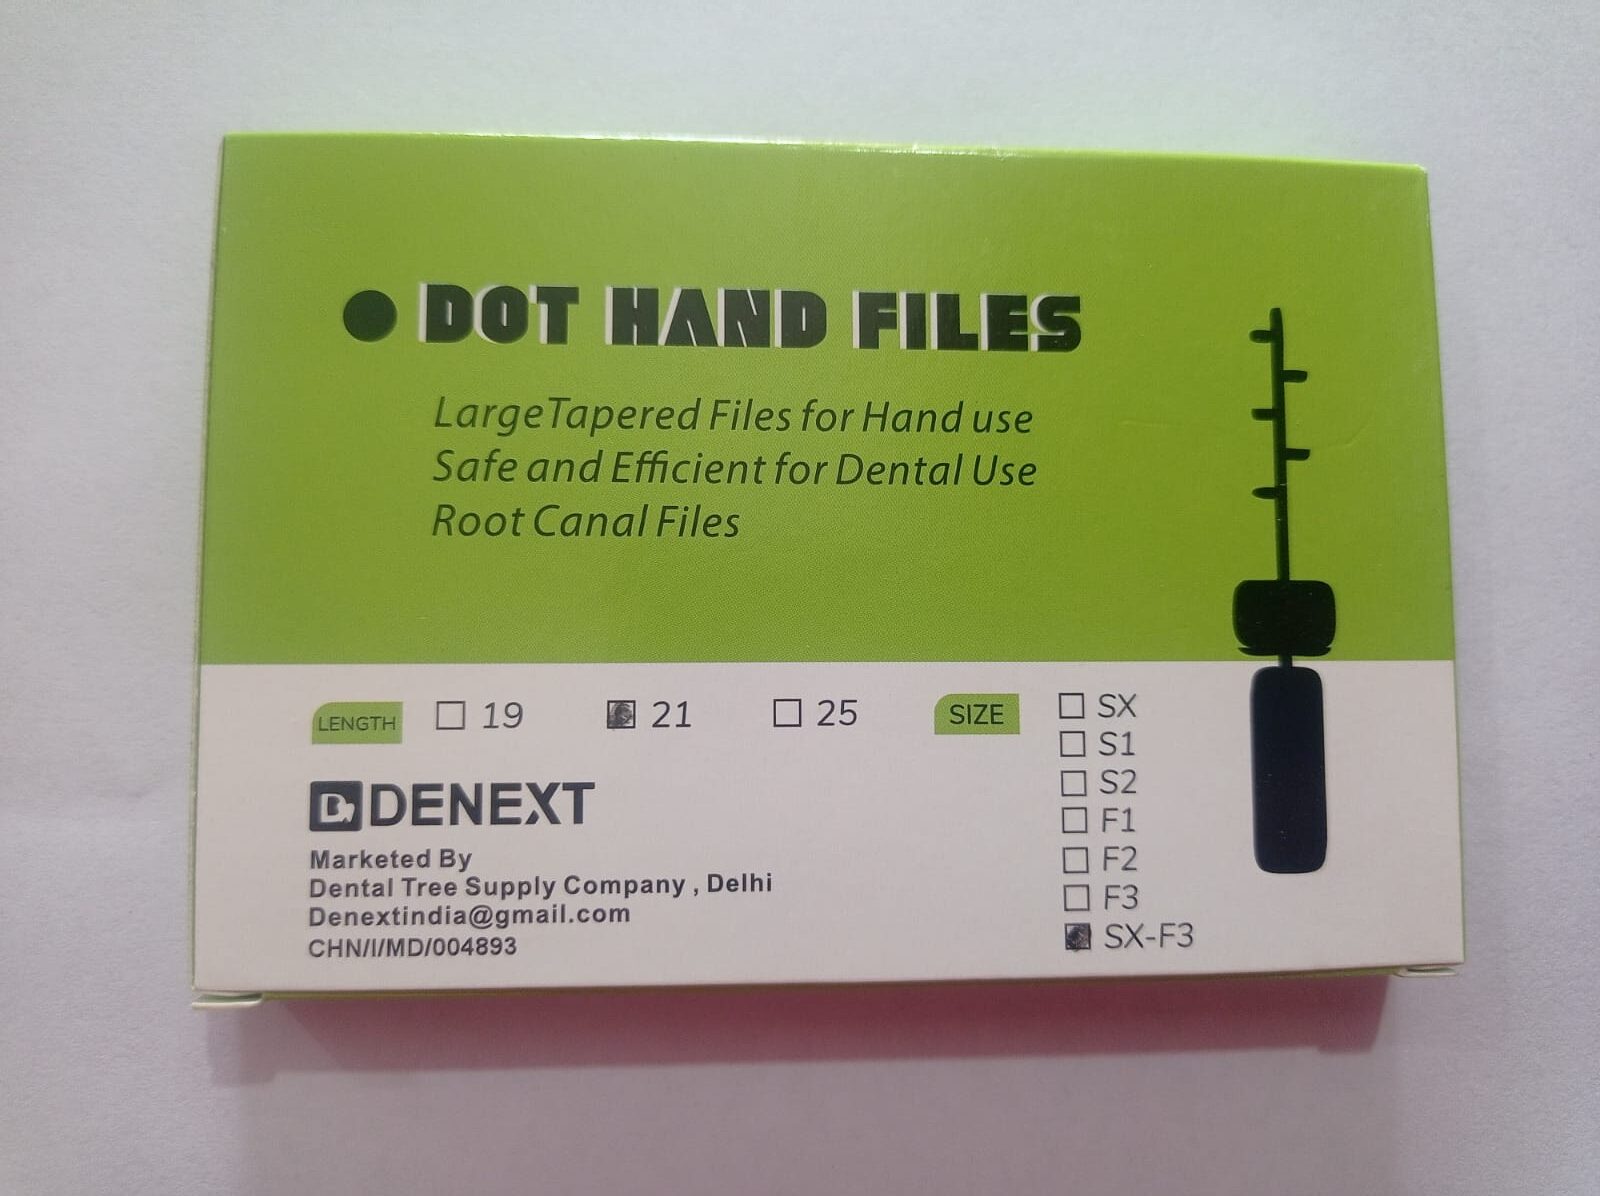 DOT HAND FILES
Large Tapered Files for Hand use
Safe and Efficient for Dental Use
Root Canal Files
LENGTH 19 21 25
SIZE
SX
S1
S2
F1
F2
F3
SX-F3
DENEXT
Marketed By
Dental Tree Supply Company , Delhi
Denextindia@gmail.com
CHN/I/MD/004893